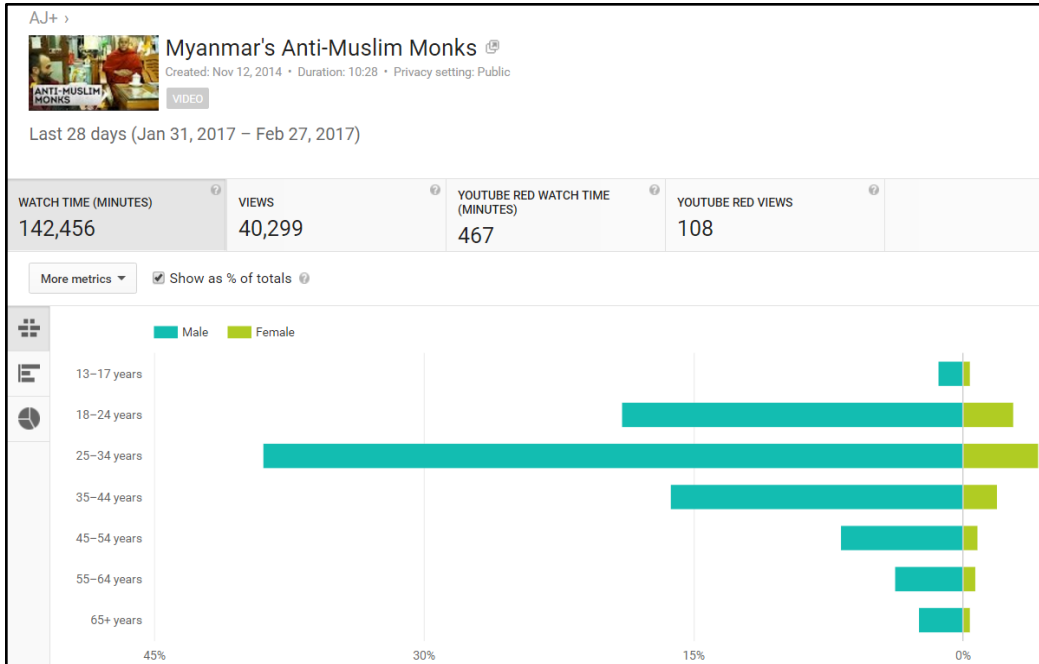 AJ+ ›
Myanmar's Anti-Muslim Monks
Created: Nov 12, 2014 • Duration: 10:28 • Privacy setting: Public
ANTI-MUSLIM
MONKS
VIDEO
Last 28 days (Jan 31, 2017 – Feb 27, 2017)
WATCH TIME (MINUTES)
142,456
VIEWS
40,299
YOUTUBE RED WATCH TIME
(MINUTES)
467
YOUTUBE RED VIEWS
108
More metrics
Show as % of totals
Male
Female
13–17 years
18–24 years
25–34 years
35–44 years
45–54 years
55–64 years
65+ years
45% 30% 15% 0%